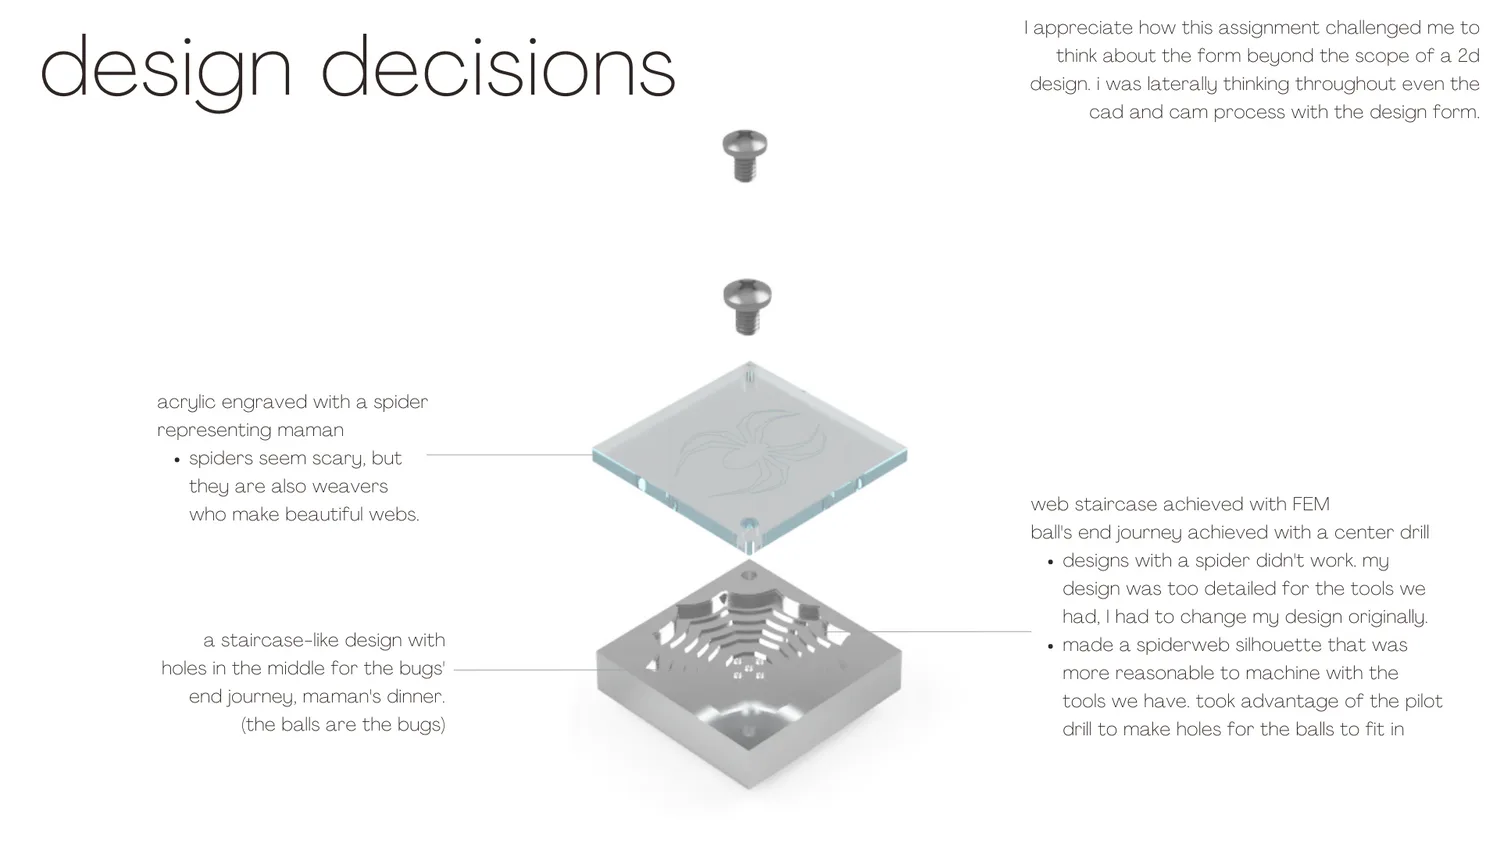 design decisions
I appreciate how this assignment challenged me to
think about the form beyond the scope of a 2d
design. i was laterally thinking throughout even the
cad and cam process with the design form.
acrylic engraved with a spider
representing maman
• spiders seem scary, but
they are also weavers
who make beautiful webs.
a staircase-like design with
holes in the middle for the bugs'
end journey, maman's dinner.
(the balls are the bugs)
web staircase achieved with FEM
ball's end journey achieved with a center drill
• designs with a spider didn't work. my
design was too detailed for the tools we
had, I had to change my design originally.
• made a spiderweb silhouette that was
more reasonable to machine with the
tools we have. took advantage of the pilot
drill to make holes for the balls to fit in